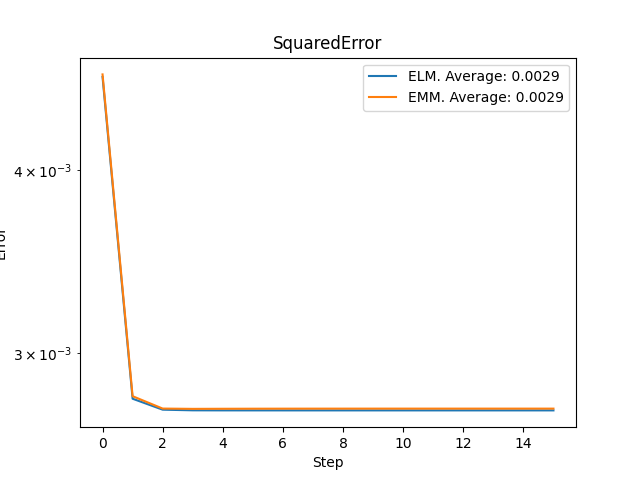 SquaredError
ELM. Average: 0.0029
EMM. Average: 0.0029
4 × 10⁻³
3 × 10⁻³
0 2 4 6 8 10 12 14
Step